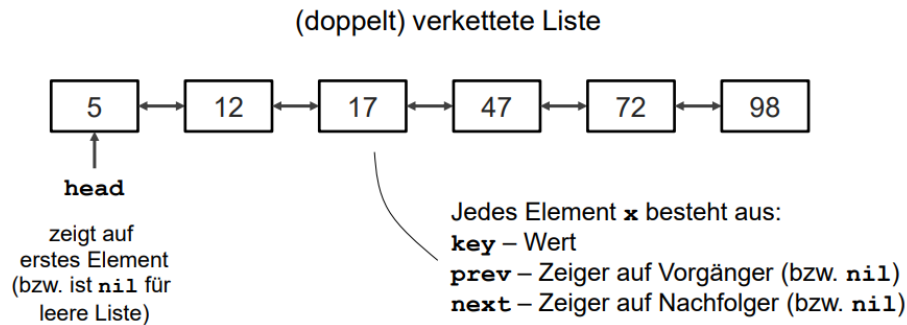 (doppelt) verkettete Liste
5 12 17 47 72 98
head
zeigt auf
erstes Element
(bzw. ist nil für
leere Liste)
Jedes Element x besteht aus:
key – Wert
prev – Zeiger auf Vorgänger (bzw. nil)
next – Zeiger auf Nachfolger (bzw. nil)